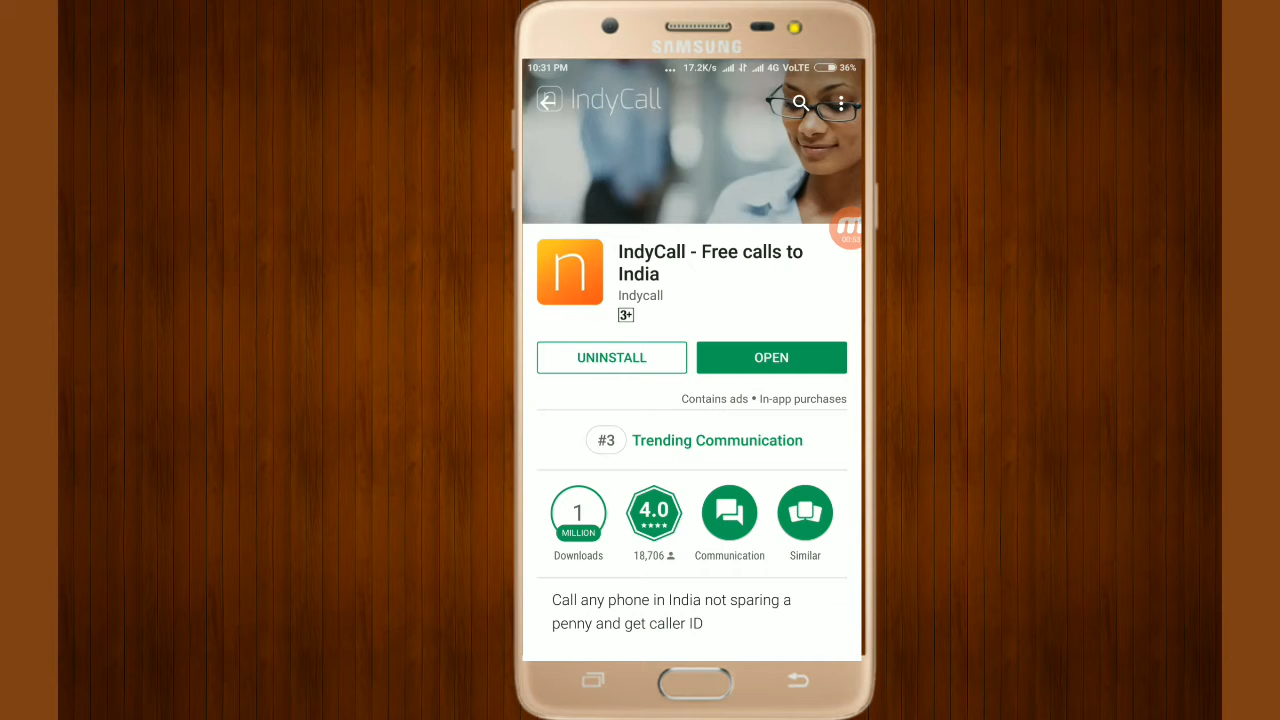 SAMSUNG
10:31 PM ... 17.2K/s 4G VoLTE 36%
IndyCall
00:53
n
IndyCall - Free calls to
India
Indycall
3+
UNINSTALL
OPEN
Contains ads • In-app purchases
#3 Trending Communication
1
MILLION
4.0
Downloads
18,706
Communication
Similar
Call any phone in India not sparing a
penny and get caller ID